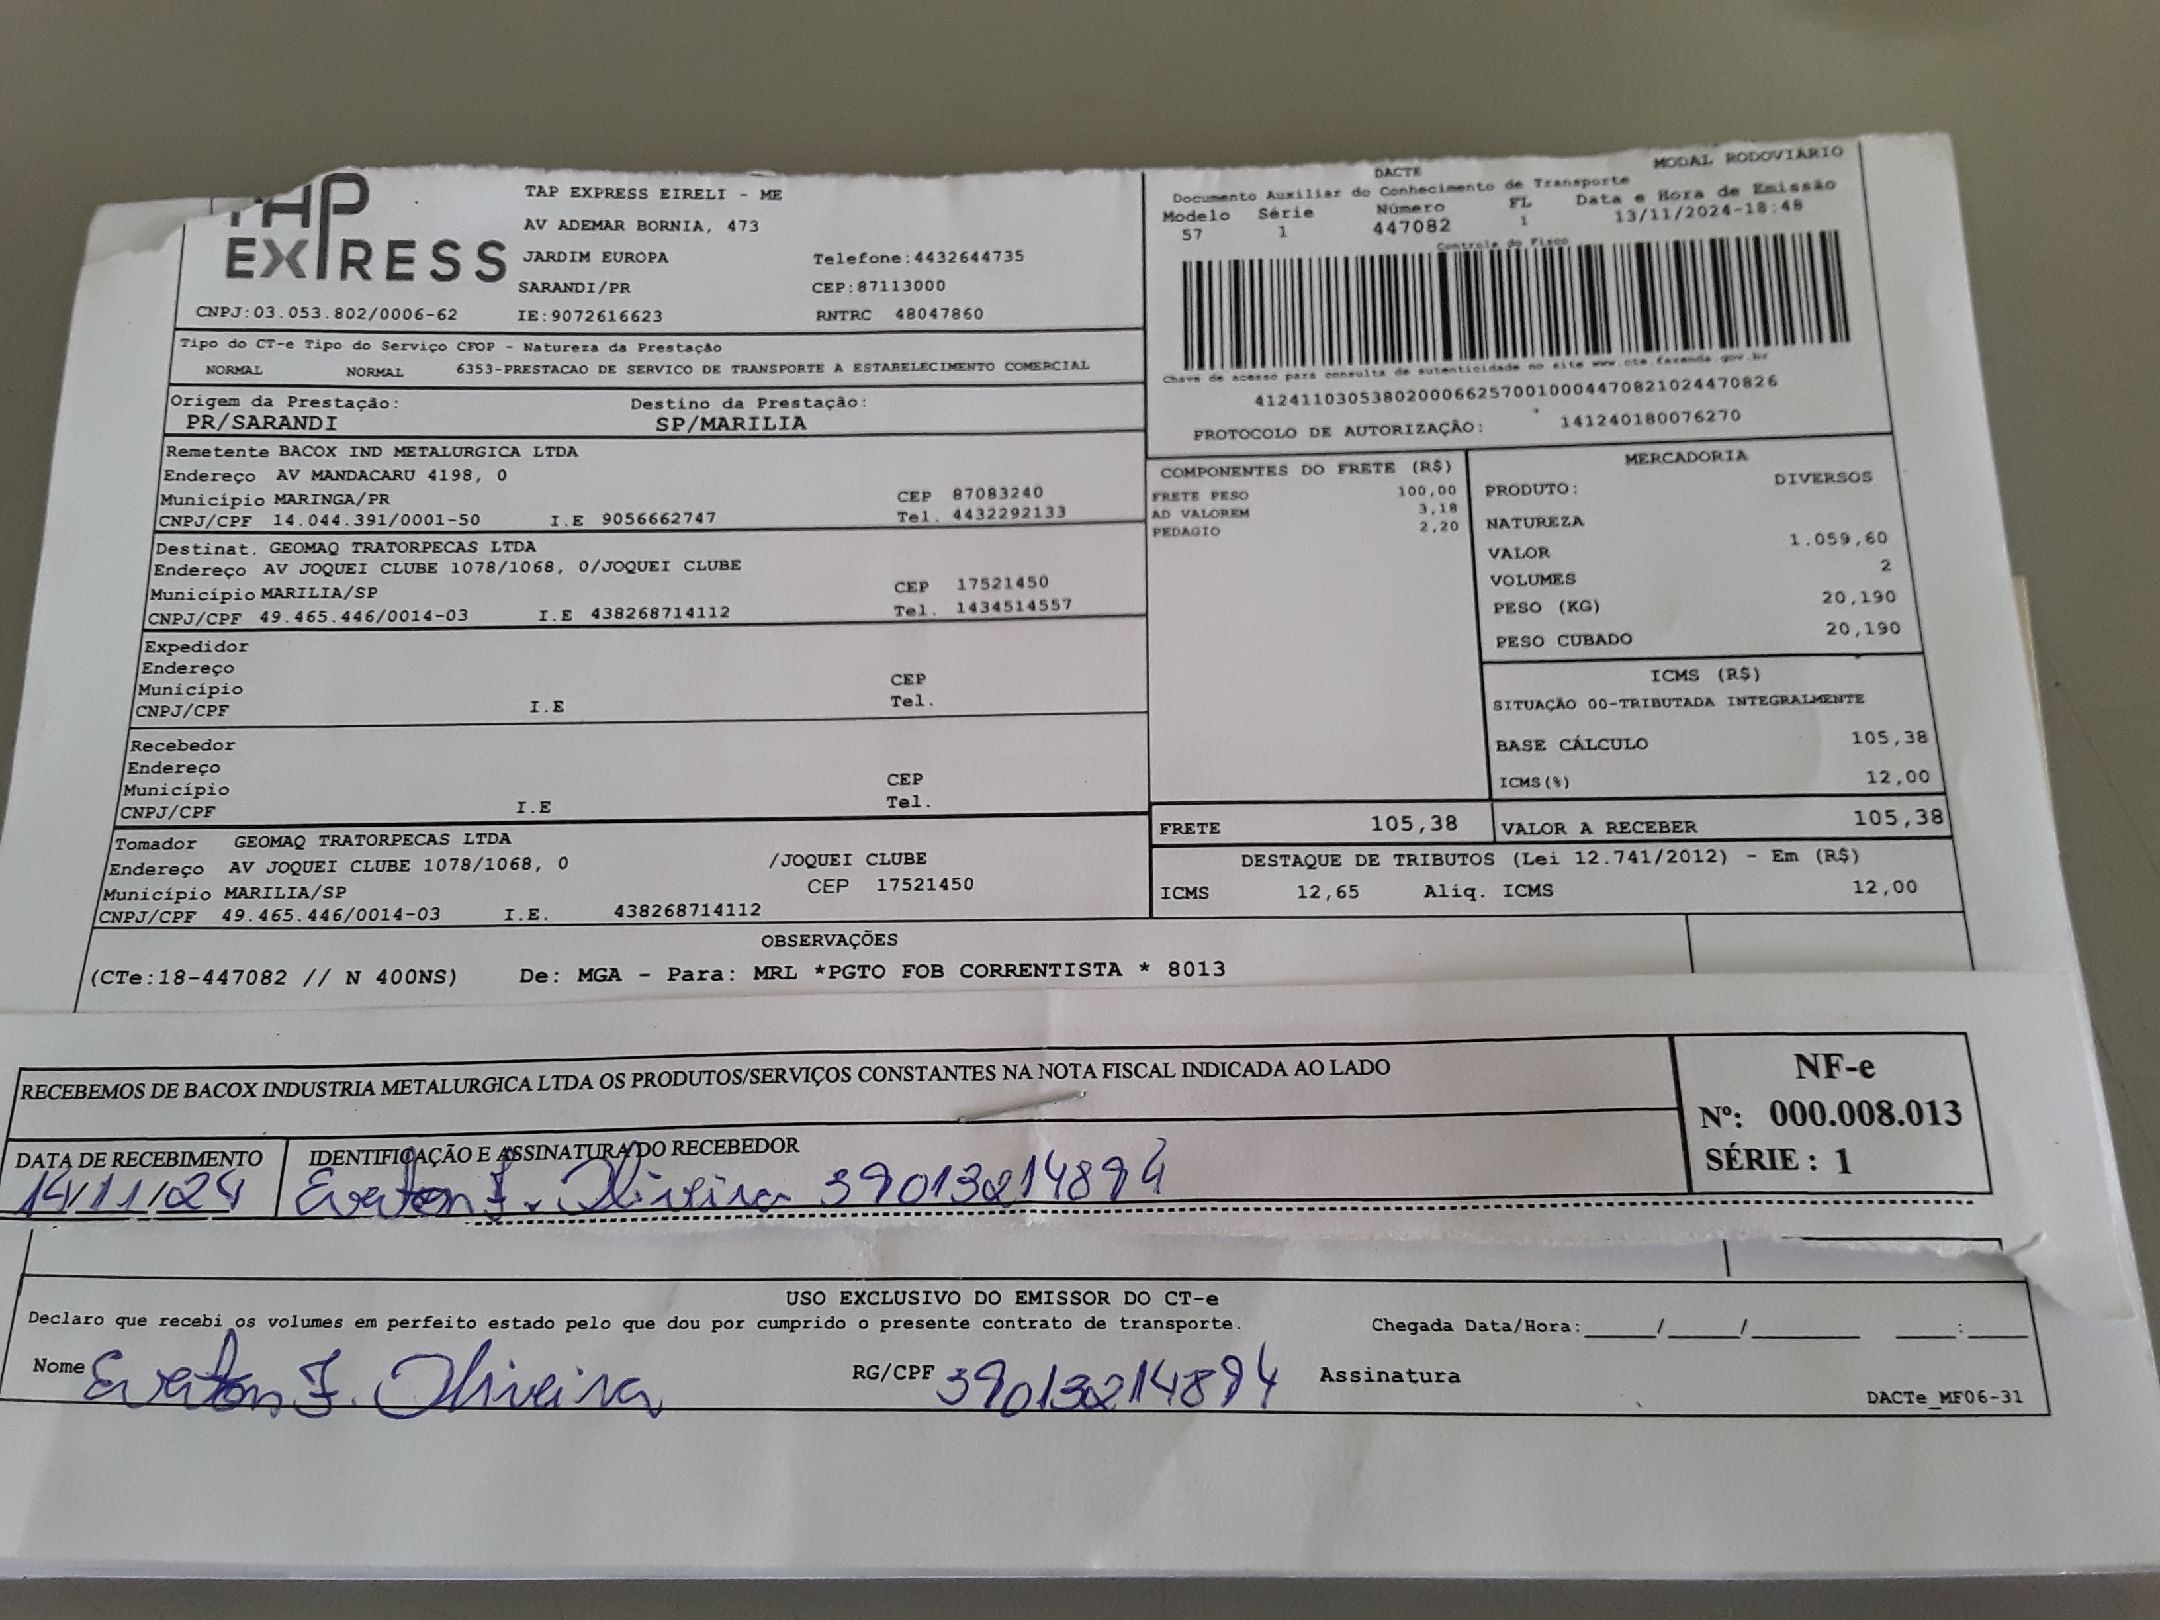 TAP
EXPRESS
TAP EXPRESS EIRELI - ME
AV ADEMAR BORNIA, 473
JARDIM EUROPA Telefone:4432644735
SARANDI/PR CEP:87113000
CNPJ:03.053.802/0006-62 IE:9072616623 RNTRC 48047860
Tipo do CT-e Tipo do Serviço CFOP - Natureza da Prestação
NORMAL NORMAL 6353-PRESTACAO DE SERVICO DE TRANSPORTE A ESTABELECIMENTO COMERCIAL
Origem da Prestação: Destino da Prestação:
PR/SARANDI SP/MARILIA
Remetente BACOX IND METALURGICA LTDA
Endereço AV MANDACARU 4198, 0
Município MARINGA/PR CEP 87083240
CNPJ/CPF 14.044.391/0001-50 I.E 9056662747 Tel. 4432292133
Destinat. GEOMAQ TRATORPECAS LTDA
Endereço AV JOQUEI CLUBE 1078/1068, 0/JOQUEI CLUBE
Município MARILIA/SP CEP 17521450
CNPJ/CPF 49.465.446/0014-03 I.E 438268714112 Tel. 1434514557
Expedidor
Endereço
Município CEP
CNPJ/CPF I.E Tel.
Recebedor
Endereço
Município CEP
CNPJ/CPF I.E Tel.
Tomador GEOMAQ TRATORPECAS LTDA
Endereço AV JOQUEI CLUBE 1078/1068, 0 /JOQUEI CLUBE
Município MARILIA/SP CEP 17521450
CNPJ/CPF 49.465.446/0014-03 I.E. 438268714112
DACTE MODAL RODOVIÁRIO
Documento Auxiliar do Conhecimento de Transporte
Modelo Série Número FL Data e Hora de Emissão
57 1 447082 1 13/11/2024-18:48
Controle do Fisco
Chave de acesso para consulta de autenticidade no site www.cte.fazenda.gov.br
41241103053802000662570010004470821024470826
PROTOCOLO DE AUTORIZAÇÃO: 141240180076270
COMPONENTES DO FRETE (R$)
FRETE PESO 100,00
AD VALOREM 3,18
PEDAGIO 2,20
MERCADORIA
PRODUTO: DIVERSOS
NATUREZA
VALOR 1.059,60
VOLUMES 2
PESO (KG) 20,190
PESO CUBADO 20,190
ICMS (R$)
SITUAÇÃO 00-TRIBUTADA INTEGRALMENTE
BASE CÁLCULO 105,38
ICMS(%) 12,00
FRETE 105,38 VALOR A RECEBER 105,38
DESTAQUE DE TRIBUTOS (Lei 12.741/2012) - Em (R$)
ICMS 12,65 Aliq. ICMS 12,00
OBSERVAÇÕES
(CTe:18-447082 // N 400NS) De: MGA - Para: MRL *PGTO FOB CORRENTISTA * 8013
RECEBEMOS DE BACOX INDUSTRIA METALURGICA LTDA OS PRODUTOS/SERVIÇOS CONSTANTES NA NOTA FISCAL INDICADA AO LADO
NF-e
Nº: 000.008.013
SÉRIE : 1
DATA DE RECEBIMENTO IDENTIFICAÇÃO E ASSINATURA DO RECEBEDOR
14/11/24 Everton J. Oliveira 39013214894
USO EXCLUSIVO DO EMISSOR DO CT-e
Declaro que recebi os volumes em perfeito estado pelo que dou por cumprido o presente contrato de transporte. Chegada Data/Hora:____/____/______ ___:___
Nome Everton J. Oliveira RG/CPF 39013214894 Assinatura
DACTe_MF06-31